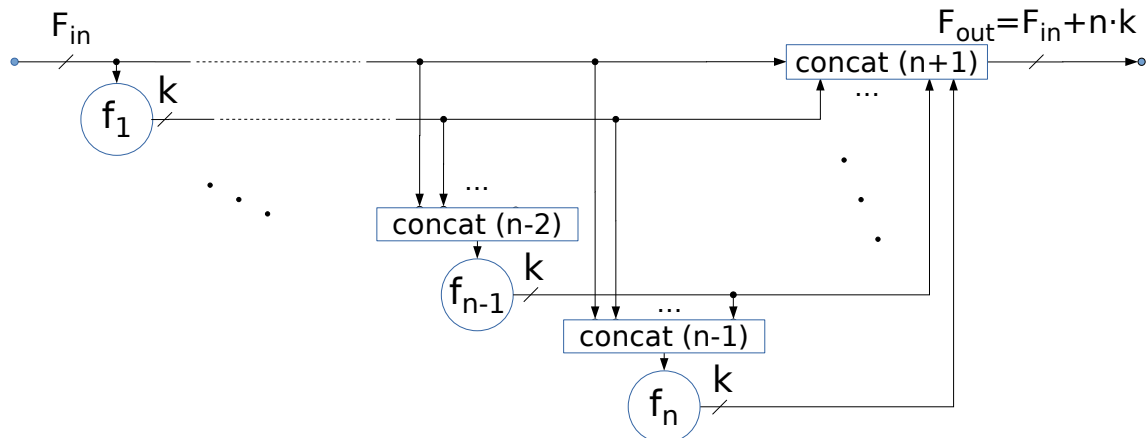 F_in
F_out=F_in+n·k
concat (n+1)
...
k
f_1
...
concat (n-2)
k
f_n-1
...
concat (n-1)
k
f_n